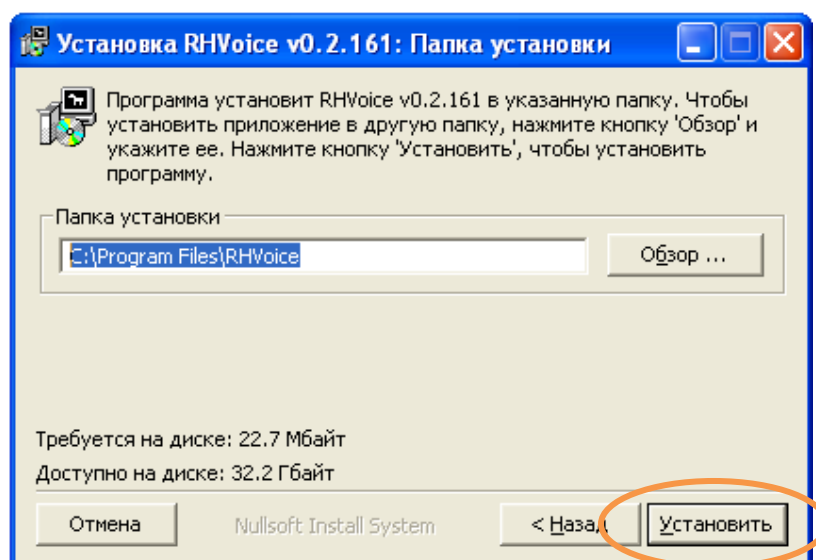 Установка RHVoice v0.2.161: Папка установки
Программа установит RHVoice v0.2.161 в указанную папку. Чтобы
установить приложение в другую папку, нажмите кнопку 'Обзор' и
укажите ее. Нажмите кнопку 'Установить', чтобы установить
программу.
Папка установки
C:\Program Files\RHVoice
Обзор ...
Требуется на диске: 22.7 Мбайт
Доступно на диске: 32.2 Гбайт
Отмена
Nullsoft Install System
< Назад
Установить